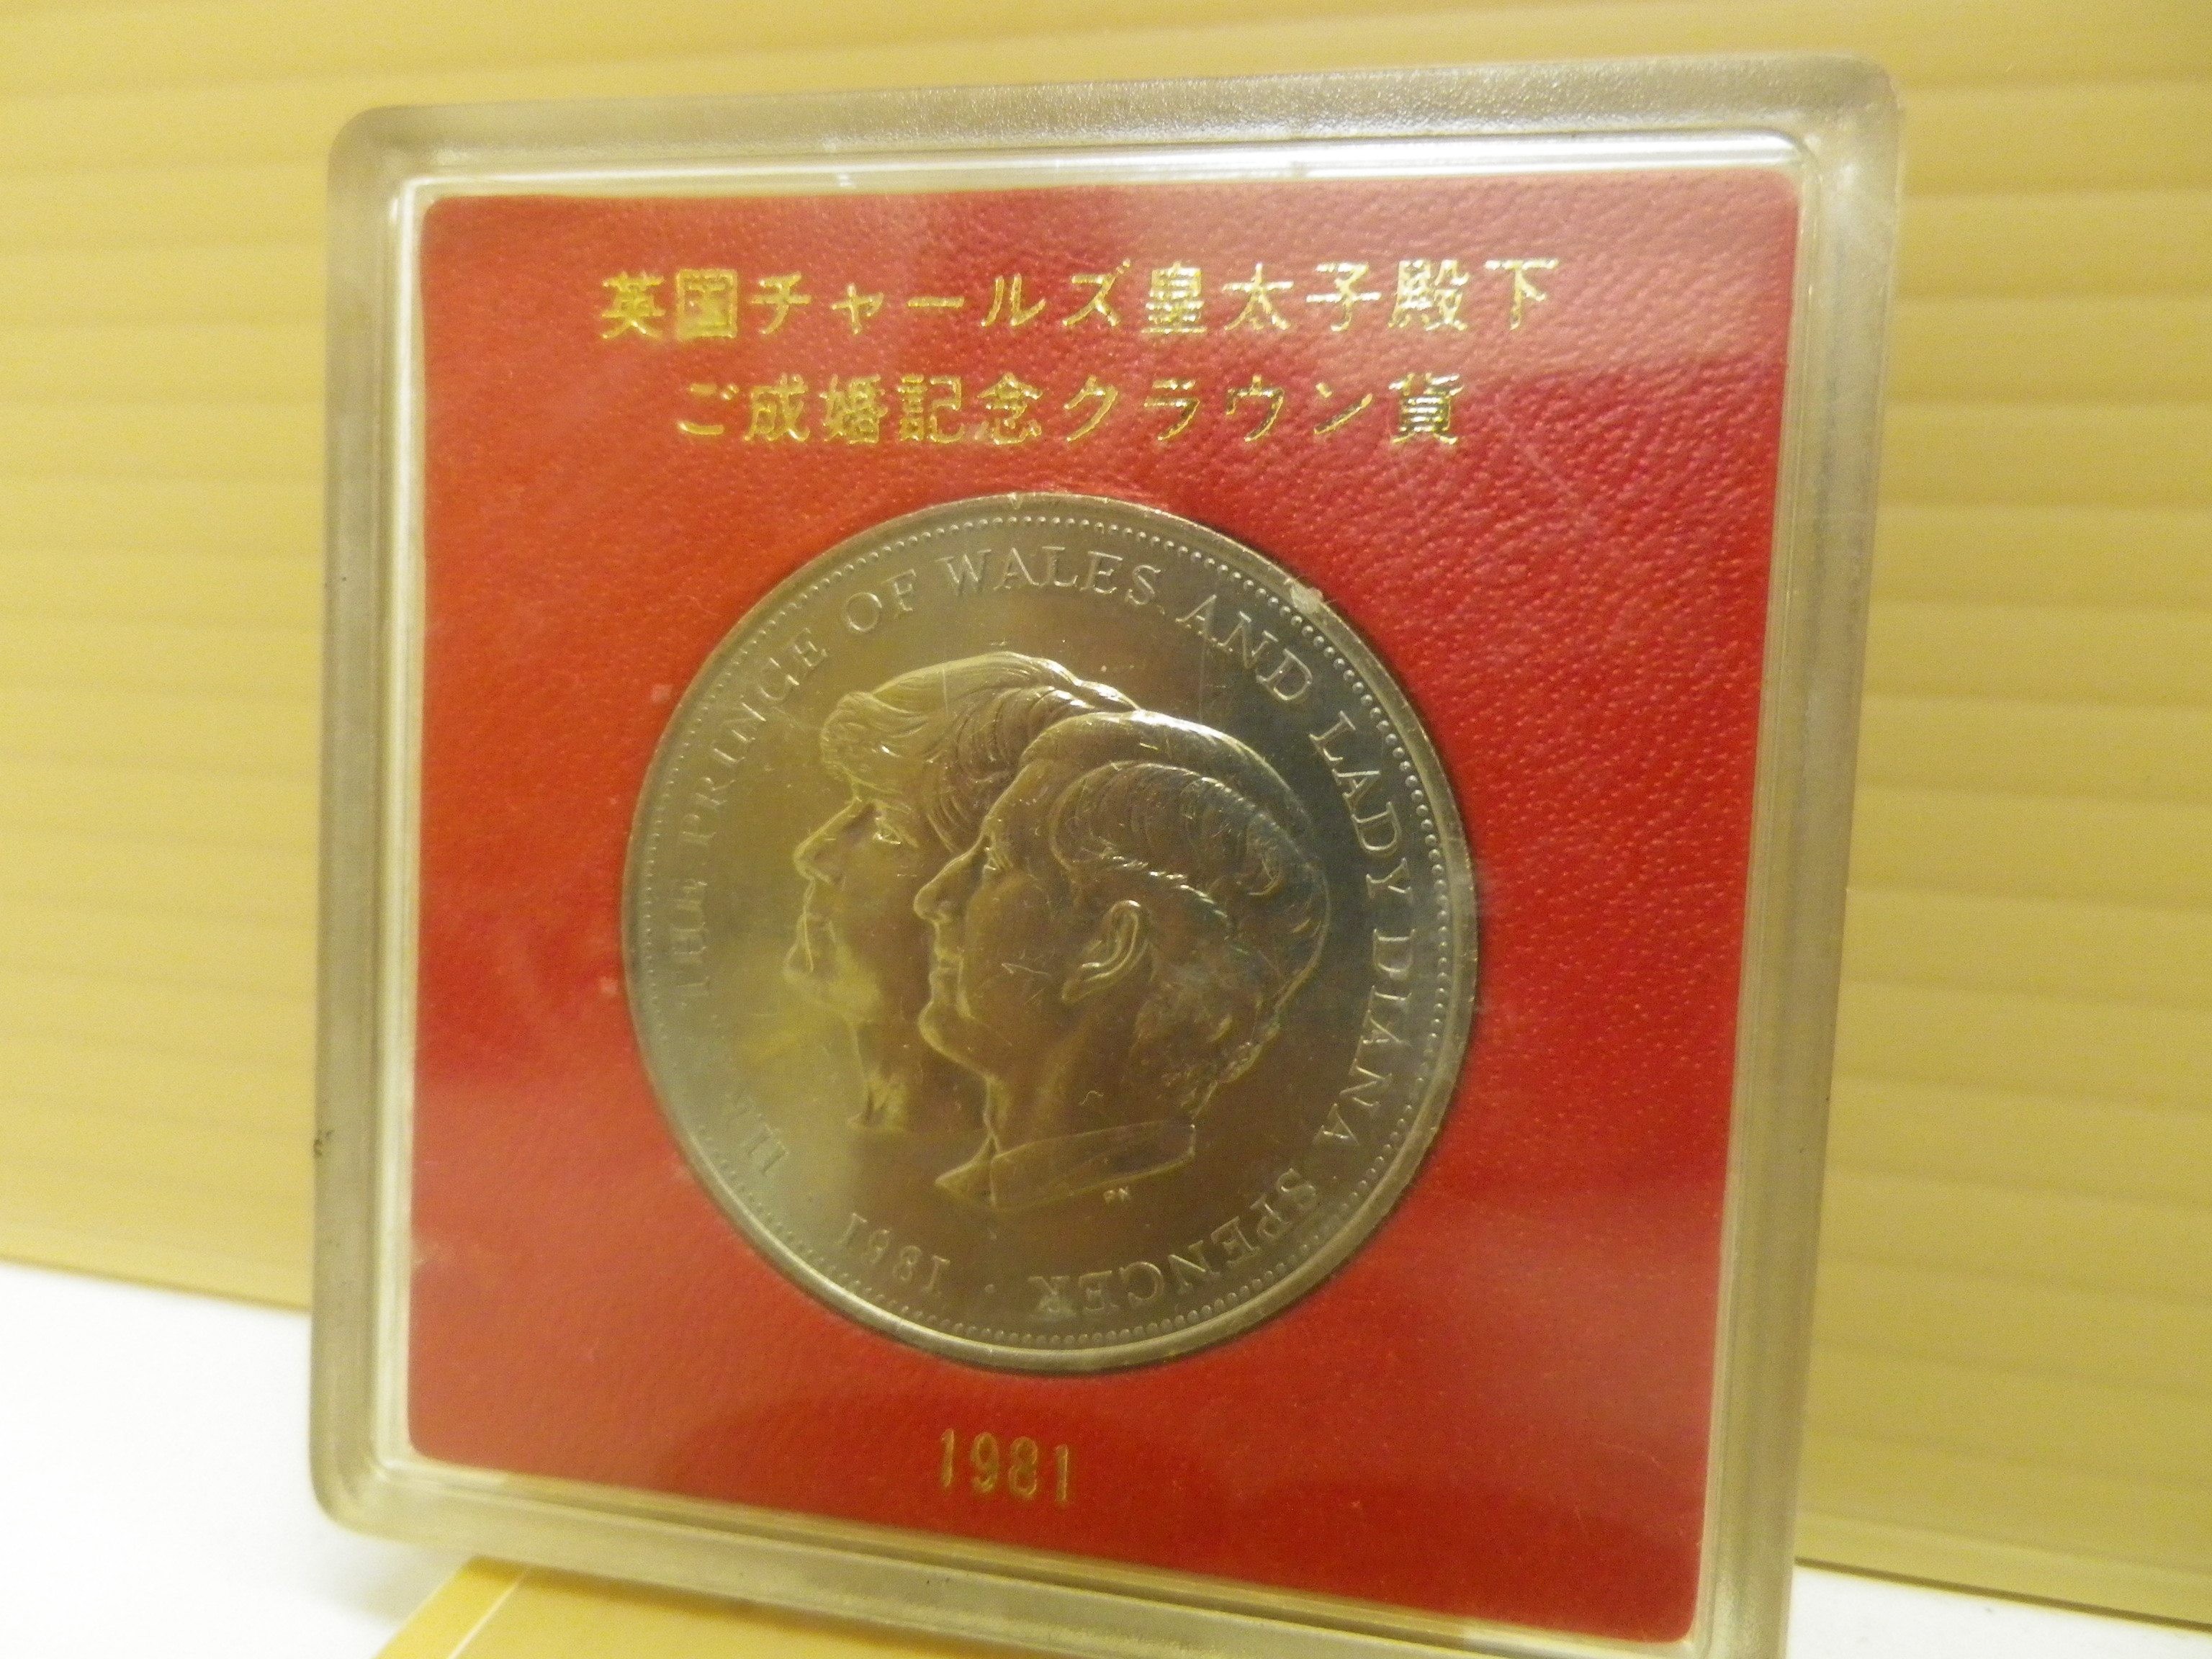 英国チャールズ皇太子殿下
ご成婚記念クラウン貨
H.R.H. THE PRINCE OF WALES AND LADY DIANA SPENCER · 1981
PN
1981